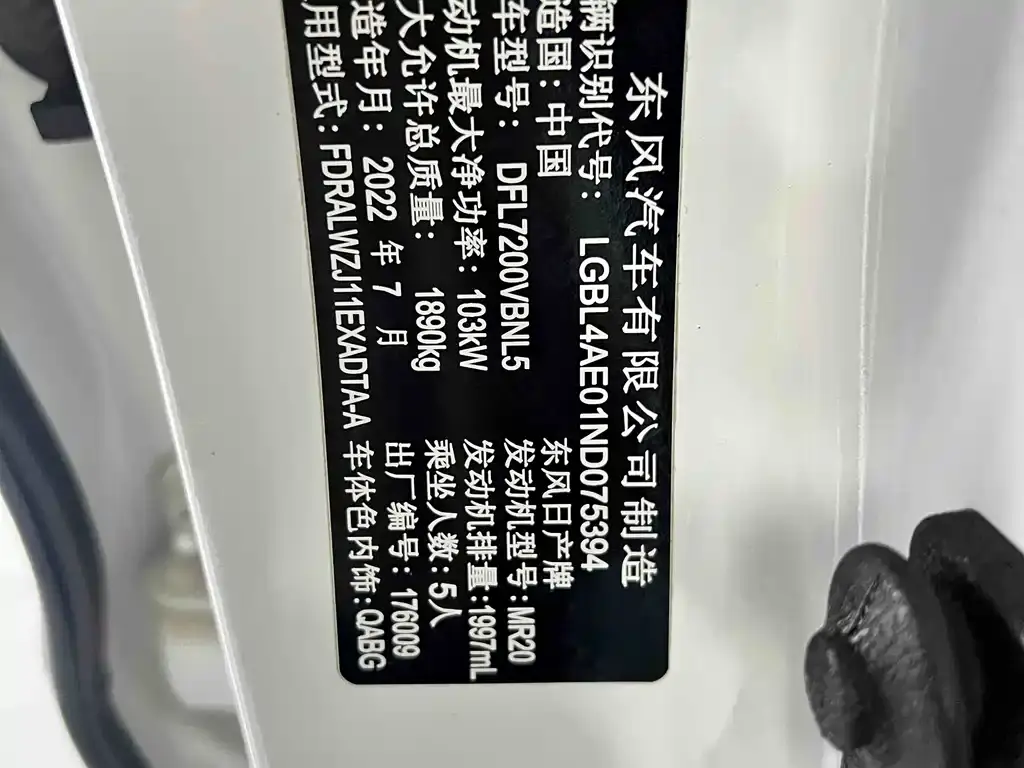 东风汽车有限公司制造
辆识别代号: LGBL4AE01ND075394
造国: 中国 东风日产牌
车型号: DFL7200VBNL5 发动机型号: MR20
动机最大净功率: 103kW 发动机排量: 1997mL
大允许总质量: 1890kg 乘坐人数: 5人
造年月: 2022 年 7 月 出厂编号: 176009
用型式: FDRALWZJ11EXADTA-A 车体色内饰: QABG